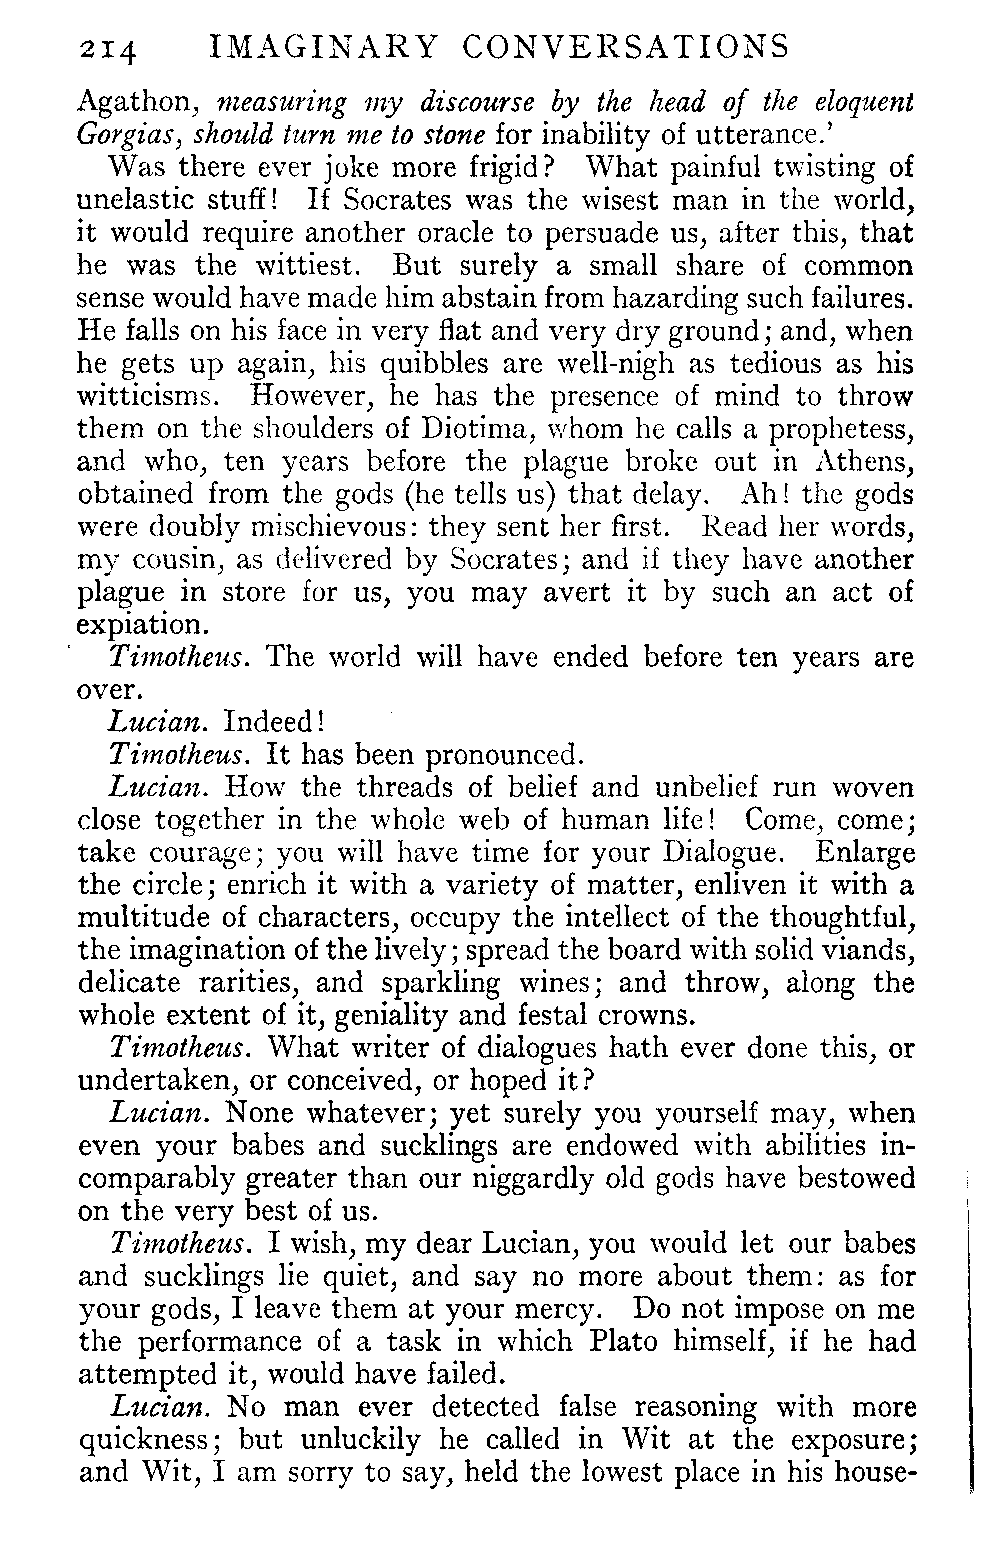 214 IMAGINARY CONVERSATIONS
Agathon, measuring my discourse by the head of the eloquent
Gorgias, should turn me to stone for inability of utterance.’
Was there ever joke more frigid? What painful twisting of
unelastic stuff! If Socrates was the wisest man in the world,
it would require another oracle to persuade us, after this, that
he was the wittiest. But surely a small share of common
sense would have made him abstain from hazarding such failures.
He falls on his face in very flat and very dry ground; and, when
he gets up again, his quibbles are well-nigh as tedious as his
witticisms. However, he has the presence of mind to throw
them on the shoulders of Diotima, whom he calls a prophetess,
and who, ten years before the plague broke out in Athens,
obtained from the gods (he tells us) that delay. Ah! the gods
were doubly mischievous: they sent her first. Read her words,
my cousin, as delivered by Socrates; and if they have another
plague in store for us, you may avert it by such an act of
expiation.
Timotheus. The world will have ended before ten years are
over.
Lucian. Indeed!
Timotheus. It has been pronounced.
Lucian. How the threads of belief and unbelief run woven
close together in the whole web of human life! Come, come;
take courage; you will have time for your Dialogue. Enlarge
the circle; enrich it with a variety of matter, enliven it with a
multitude of characters, occupy the intellect of the thoughtful,
the imagination of the lively; spread the board with solid viands,
delicate rarities, and sparkling wines; and throw, along the
whole extent of it, geniality and festal crowns.
Timotheus. What writer of dialogues hath ever done this, or
undertaken, or conceived, or hoped it?
Lucian. None whatever; yet surely you yourself may, when
even your babes and sucklings are endowed with abilities in-
comparably greater than our niggardly old gods have bestowed
on the very best of us.
Timotheus. I wish, my dear Lucian, you would let our babes
and sucklings lie quiet, and say no more about them: as for
your gods, I leave them at your mercy. Do not impose on me
the performance of a task in which Plato himself, if he had
attempted it, would have failed.
Lucian. No man ever detected false reasoning with more
quickness; but unluckily he called in Wit at the exposure;
and Wit, I am sorry to say, held the lowest place in his house-